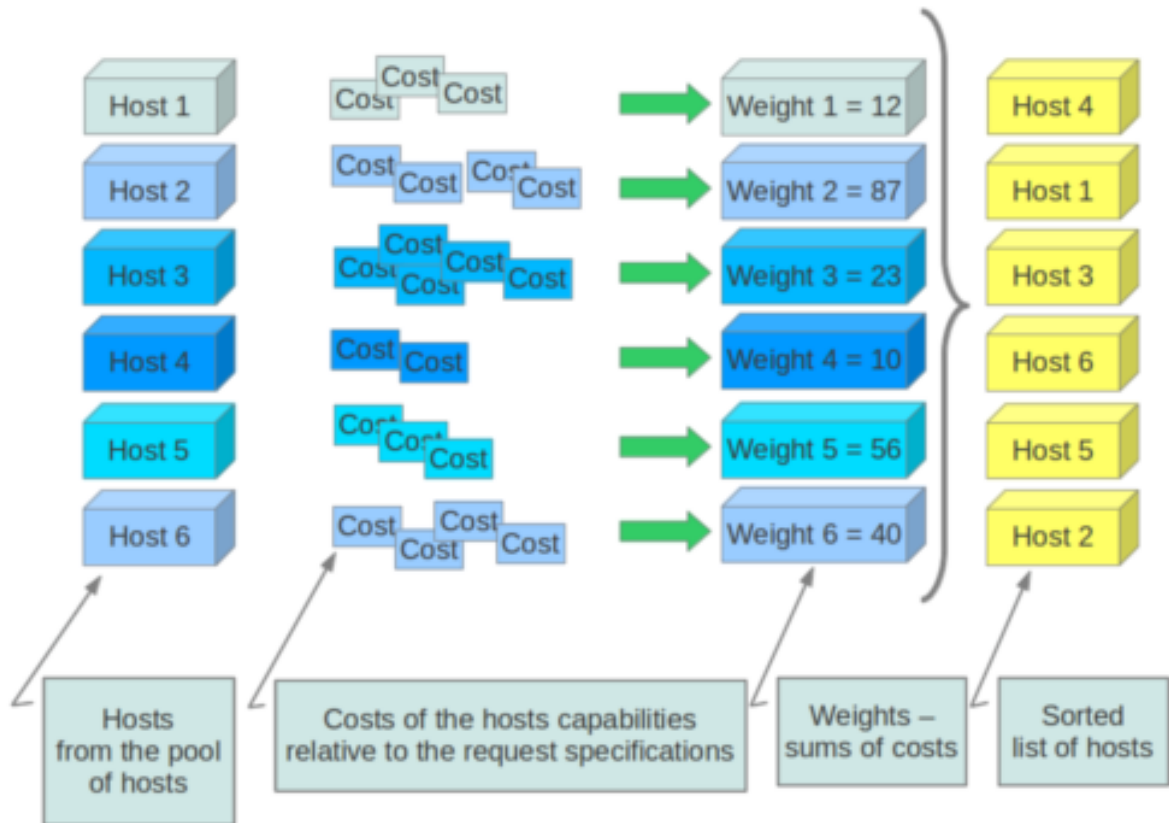 Host 1
Cost
Cost
Cost
Weight 1 = 12
Host 4
Host 2
Cost
Cost
Cost
Cost
Weight 2 = 87
Host 1
Host 3
Cost
Cost
Cost
Cost
Cost
Weight 3 = 23
Host 3
Host 4
Cost
Cost
Weight 4 = 10
Host 6
Host 5
Cost
Cost
Cost
Weight 5 = 56
Host 5
Host 6
Cost
Cost
Cost
Cost
Weight 6 = 40
Host 2
Hosts
from the pool
of hosts
Costs of the hosts capabilities
relative to the request specifications
Weights –
sums of costs
Sorted
list of hosts